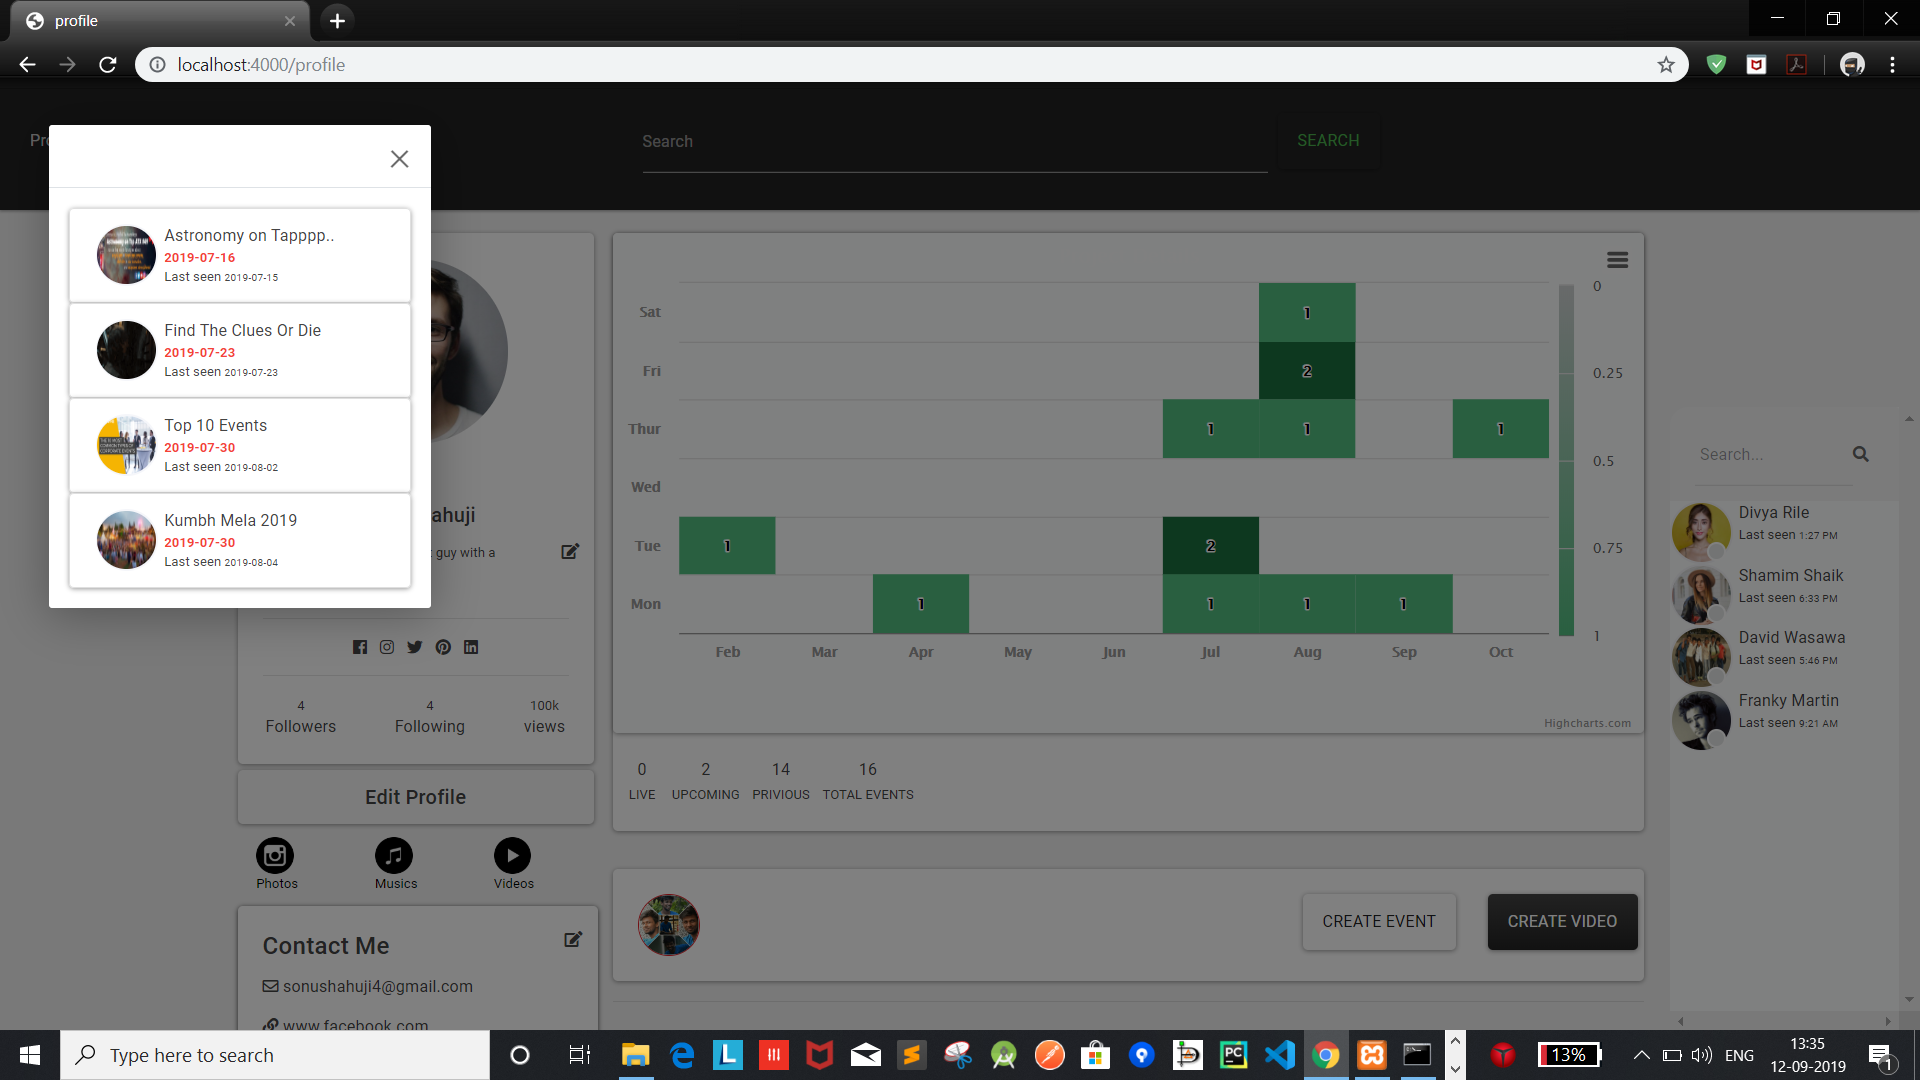 profile
localhost:4000/profile
Pro
Search
SEARCH
Astronomy on Tapppp..
2019-07-16
Last seen 2019-07-15
Find The Clues Or Die
2019-07-23
Last seen 2019-07-23
Top 10 Events
2019-07-30
Last seen 2019-08-02
Kumbh Mela 2019
2019-07-30
Last seen 2019-08-04
ahuji
guy with a
4
4
100k
Followers
Following
views
Edit Profile
Photos
Musics
Videos
Contact Me
sonushahuji4@gmail.com
www.facebook.com
Sat
1
Fri
2
Thur
1
1
1
Wed
Tue
1
2
Mon
1
1
1
1
Feb
Mar
Apr
May
Jun
Jul
Aug
Sep
Oct
0
0.25
0.5
0.75
1
Highcharts.com
0
2
14
16
LIVE
UPCOMING
PRIVIOUS
TOTAL EVENTS
CREATE EVENT
CREATE VIDEO
Search...
Divya Rile
Last seen 1:27 PM
Shamim Shaik
Last seen 6:33 PM
David Wasawa
Last seen 5:46 PM
Franky Martin
Last seen 9:21 AM
Type here to search
L
PC
13%
ENG
13:35
12-09-2019
1